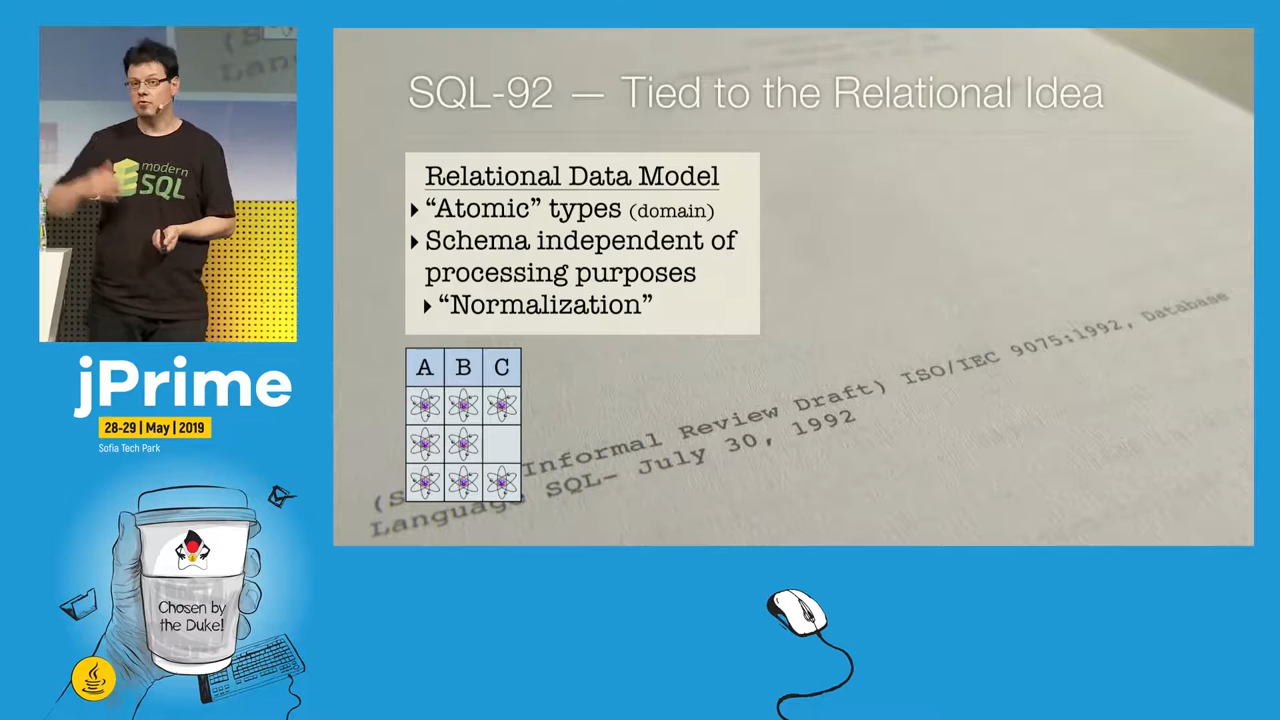 modern
SQL
jPrime
28-29 | May | 2019
Sofia Tech Park
Chosen by
the Duke!
SQL-92 — Tied to the Relational Idea
Relational Data Model
“Atomic” types (domain)
Schema independent of
processing purposes
“Normalization”
A B C
Informal Review Draft) ISO/IEC 9075:1992, Database
Language SQL- July 30, 1992